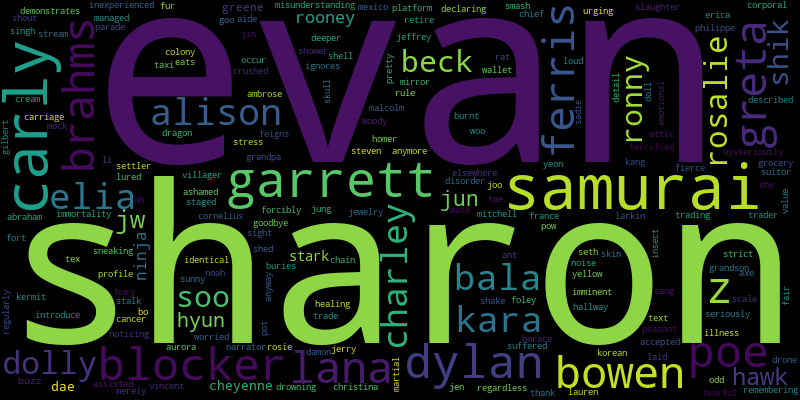 demonstrates
inexperienced
fur
greene
misunderstanding
mexico
platform
declaring
smash
urging
slaughter
erica
corporal
shout
managed
goo
aide
rooney
retire
chief
philippe
singh
stream
parade
jin
deeper
jeffrey
evan
ferris
loud
carly
brahms
colony
occur
shower
shell
beck
rat
ronny
detail
rosalie
greta
shik
taxi
eats
crushed
ignores
pretty
mirror
wallet
doll
emotional
described
cream
ambrose
skull
rule
carriage
alison
malcolm
burnt
sadie
gilbert
mock
dragon
woody
woo
attic
stress
homer
terrified
mysteriously
li
feigns
steven
anymore
settler
grandpa
elsewhere
yeon
kang
fierce
grocery
lured
villager
garrett
disorder
joo
samurai
suitor
shy
value
elia
ashamed
oh
forcibly
jung
jewelry
jun
tae
staged
mate
abraham
immortality
jw
cornelius
goodbye
mitchell
france
larkin
trading
trader
fort
sneaking
sight
charley
pow
sharon
tex
ninja
identical
shed
stark
chain
ant
seth
skin
insect
strict
profile
noah
buries
noise
grandson
kermit
bury
sunny
anyway
bala
yellow
axe
regularly
stalk
soo
healing
shake
foley
imminent
sang
z
scale
fair
introduce
bo
hyun
trade
kara
hallway
text
seriously
cancer
pot
horace
peasant
illness
noticing
worried
suffered
accepted
aurora
narrator
rosie
damon
jerry
korean
laid
dolly
blocker
lana
martial
dylan
bowen
poe
drone
buzz
dae
assisted
cheyenne
jen
regardless
odd
hawk
merely
vincent
drowning
christina
thank
lauren
tearful
remembering